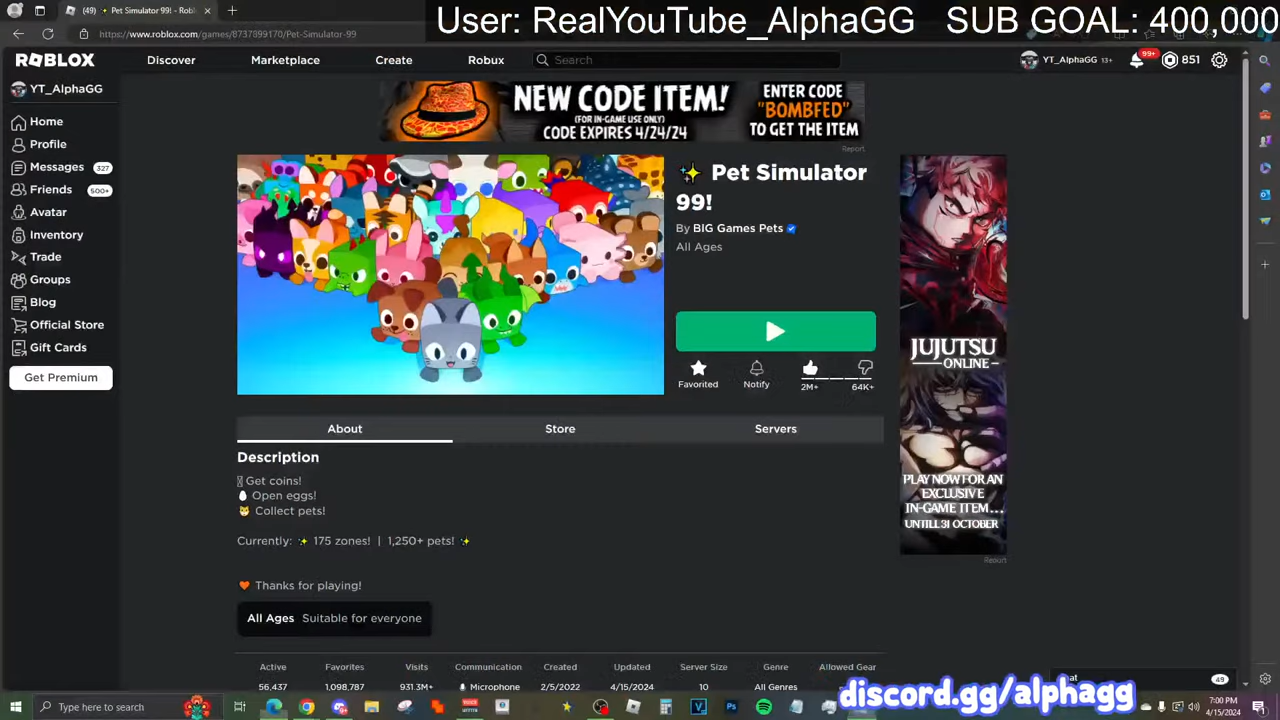 User: RealYouTube_AlphaGG SUB GOAL: 400,000
Pet Simulator 99! - Robl
https://www.roblox.com/games/8737899170/Pet-Simulator-99
ROBLOX
Discover
Marketplace
Create
Robux
Search
YT_AlphaGG 13+
99+
851
YT_AlphaGG
Home
Profile
Messages 327
Friends 500+
Avatar
Inventory
Trade
Groups
Blog
Official Store
Gift Cards
Get Premium
NEW CODE ITEM!
(FOR IN-GAME USE ONLY)
CODE EXPIRES 4/24/24
ENTER CODE
"BOMBFED"
TO GET THE ITEM
Report
✨ Pet Simulator
99!
By BIG Games Pets
All Ages
Favorited
Notify
2M+
64K+
JUJUTSU
ONLINE
PLAY NOW FOR AN
EXCLUSIVE
IN-GAME ITEM...
UNTILL 31 OCTOBER
Report
About
Store
Servers
Description
Get coins!
🥚 Open eggs!
🐱 Collect pets!
Currently: ✨ 175 zones! | 1,250+ pets! ✨
🧡 Thanks for playing!
All Ages Suitable for everyone
Active Favorites Visits Communication Created Updated Server Size Genre Allowed Gear
56,437 1,098,787 931.3M+ Microphone 2/5/2022 4/15/2024 10 All Genres
49
discord.gg/alphagg
Type here to search
7:00 PM
4/15/2024